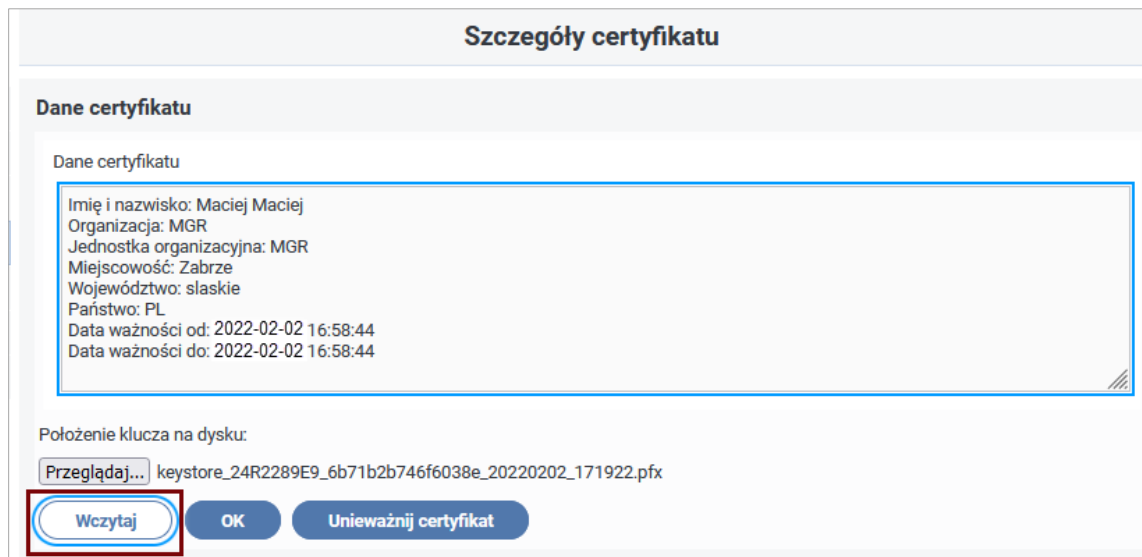 Szczegóły certyfikatu
Dane certyfikatu
Dane certyfikatu
Imię i nazwisko: Maciej Maciej
Organizacja: MGR
Jednostka organizacyjna: MGR
Miejscowość: Zabrze
Województwo: slaskie
Państwo: PL
Data ważności od: 2022-02-02 16:58:44
Data ważności do: 2022-02-02 16:58:44
Położenie klucza na dysku:
Przeglądaj... keystore_24R2289E9_6b71b2b746f6038e_20220202_171922.pfx
Wczytaj OK Unieważnij certyfikat